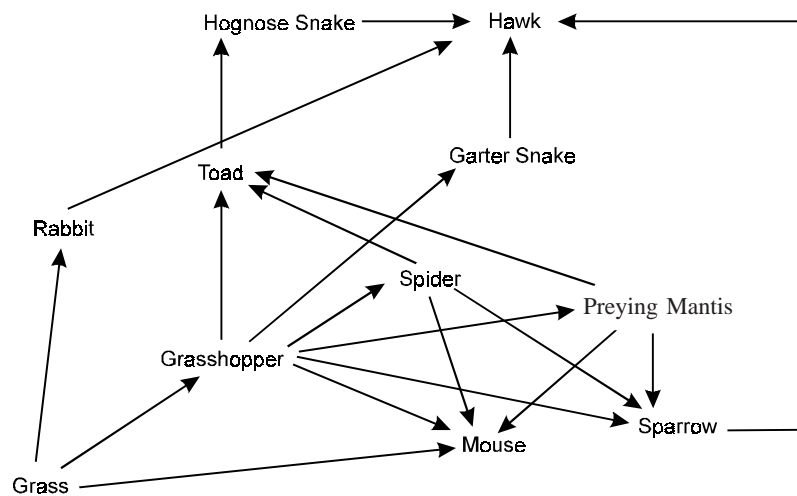 Hognose Snake
Hawk
Garter Snake
Toad
Rabbit
Spider
Preying Mantis
Grasshopper
Sparrow
Mouse
Grass